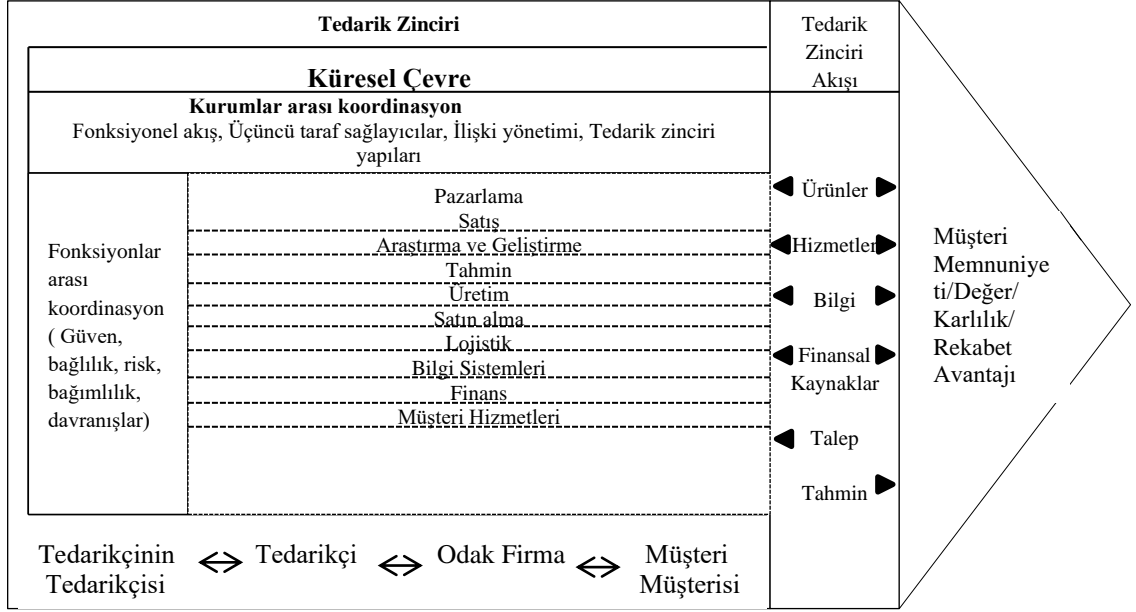 Tedarik Zinciri
Tedarik
Zinciri
Akışı
Küresel Çevre
Kurumlar arası koordinasyon
Fonksiyonel akış, Üçüncü taraf sağlayıcılar, İlişki yönetimi, Tedarik zinciri
yapıları
Fonksiyonlar
arası
koordinasyon
( Güven,
bağlılık, risk,
bağımlılık,
davranışlar)
Pazarlama
Satış
Araştırma ve Geliştirme
Tahmin
Üretim
Satın alma
Lojistik
Bilgi Sistemleri
Finans
Müşteri Hizmetleri
Ürünler
Hizmetler
Bilgi
Finansal
Kaynaklar
Talep
Tahmin
Müşteri
Memnuniye
ti/Değer/
Karlılık/
Rekabet
Avantajı
Tedarikçinin
Tedarikçisi
Tedarikçi
Odak Firma
Müşteri
Müşterisi